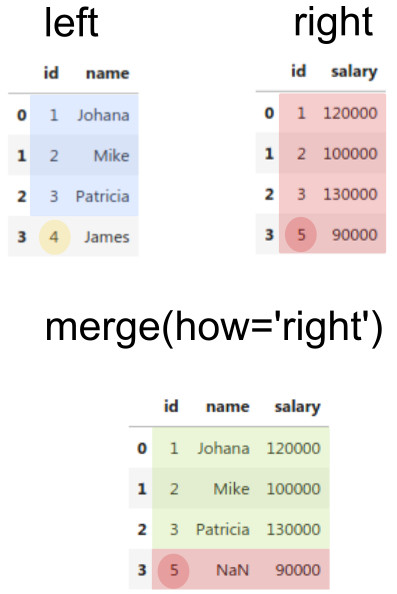 left right
id name id salary
0 1 Johana 0 1 120000
1 2 Mike 1 2 100000
2 3 Patricia 2 3 130000
3 4 James 3 5 90000
merge(how='right')
id name salary
0 1 Johana 120000
1 2 Mike 100000
2 3 Patricia 130000
3 5 NaN 90000